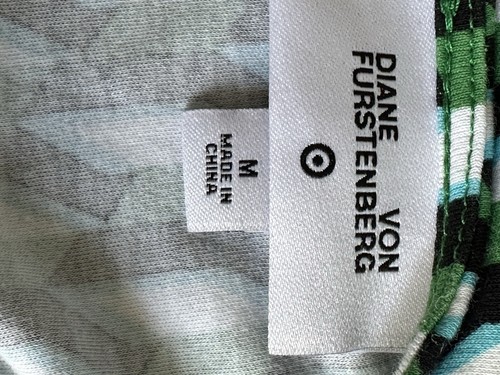 DIANE VON
FURSTENBERG
M
MADE IN
CHINA